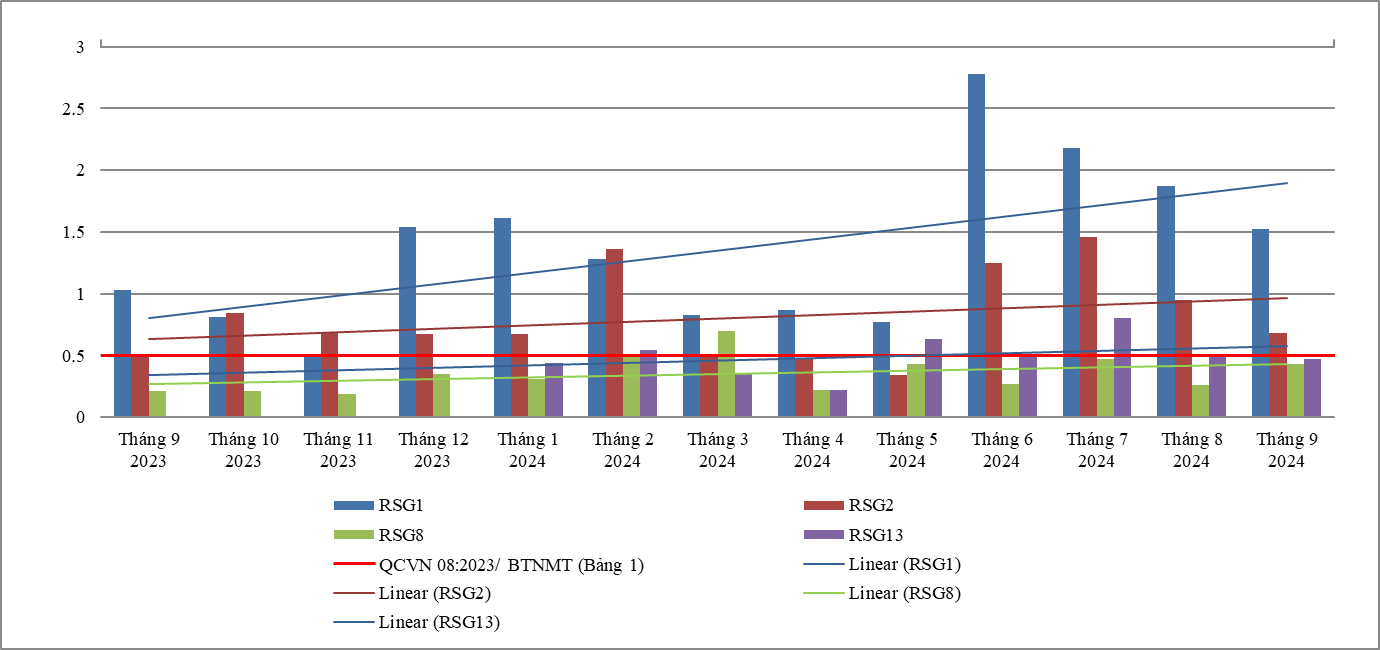 3
2.5
2
1.5
1
0.5
0
Tháng 9 Tháng 10 Tháng 11 Tháng 12 Tháng 1 Tháng 2 Tháng 3 Tháng 4 Tháng 5 Tháng 6 Tháng 7 Tháng 8 Tháng 9
2023 2023 2023 2023 2024 2024 2024 2024 2024 2024 2024 2024 2024
RSG1 RSG2
RSG8 RSG13
QCVN 08:2023/ BTNMT (Bảng 1) Linear (RSG1)
Linear (RSG2) Linear (RSG8)
Linear (RSG13)